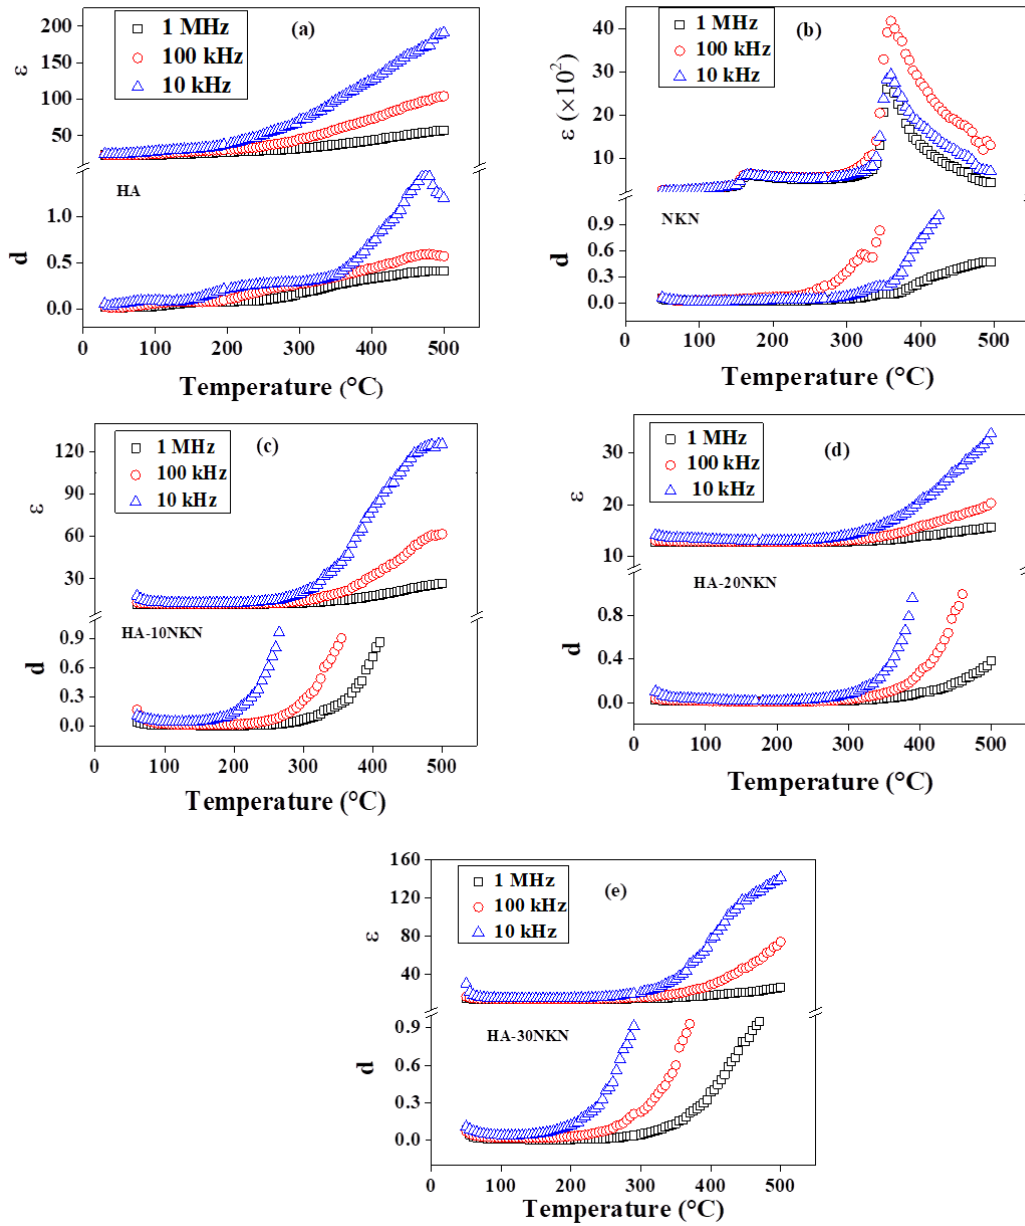 (a)
1 MHz
100 kHz
10 kHz
200
150
100
50
ε
HA
1.0
0.5
0.0
d
0 100 200 300 400 500
Temperature (°C)
(b)
1 MHz
100 kHz
10 kHz
40
30
20
10
ε (×10²)
NKN
0.9
0.6
0.3
0.0
d
0 100 200 300 400 500
Temperature (°C)
(c)
1 MHz
100 kHz
10 kHz
120
90
60
30
ε
HA-10NKN
0.9
0.6
0.3
0.0
d
0 100 200 300 400 500
Temperature (°C)
(d)
1 MHz
100 kHz
10 kHz
30
20
10
ε
HA-20NKN
0.8
0.4
0.0
d
0 100 200 300 400 500
Temperature (°C)
(e)
1 MHz
100 kHz
10 kHz
160
120
80
40
ε
HA-30NKN
0.9
0.6
0.3
0.0
d
0 100 200 300 400 500
Temperature (°C)